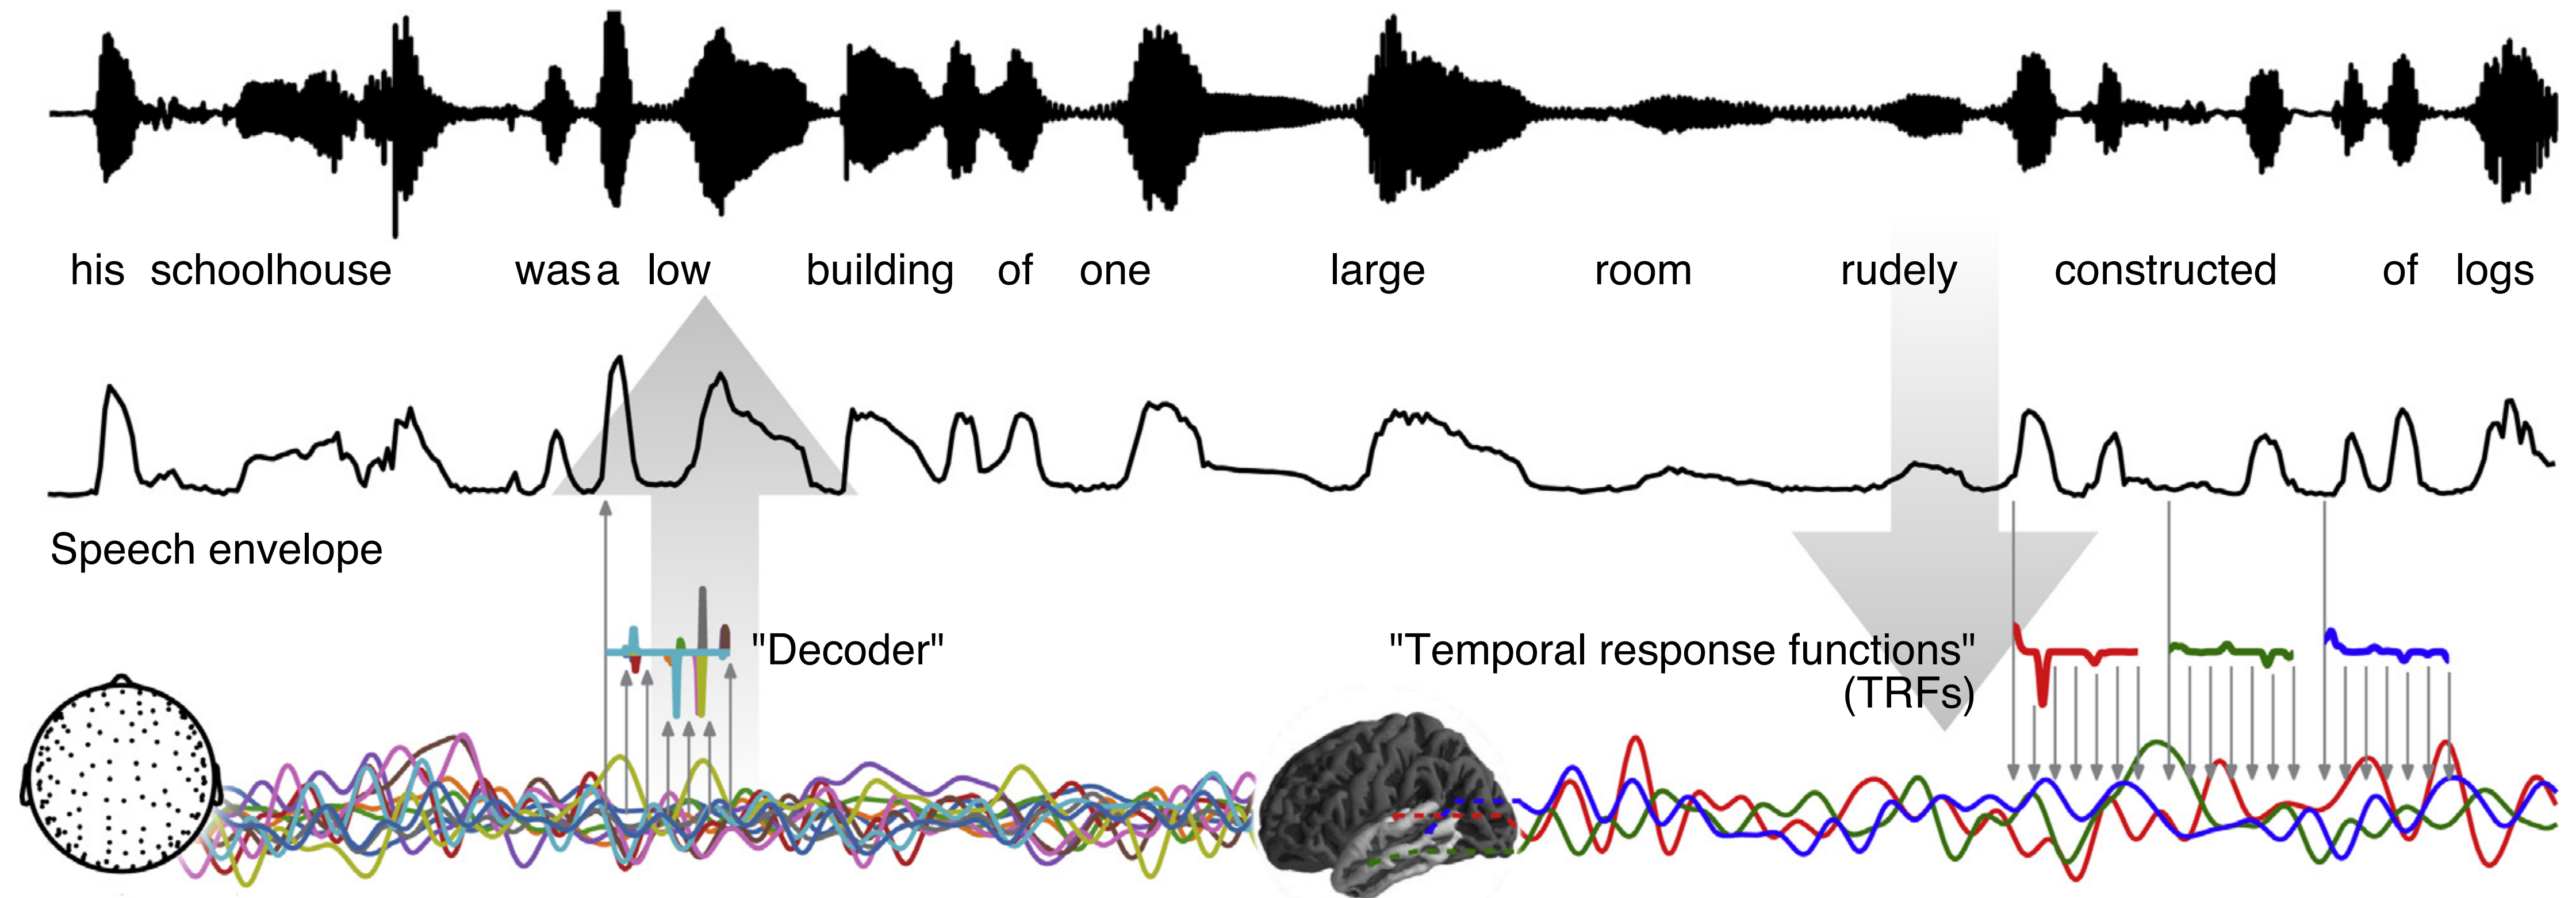 his schoolhouse was a low building of one large room rudely constructed of logs
Speech envelope
"Decoder"
"Temporal response functions"
(TRFs)